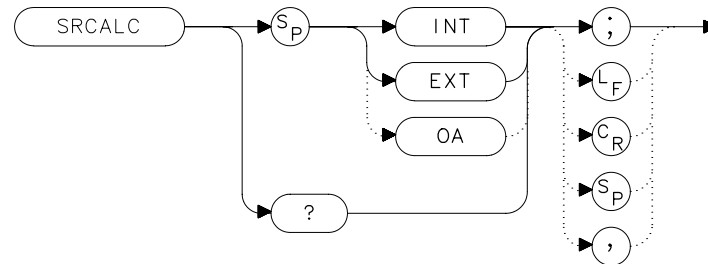 SRCALC SP INT ;
EXT LF
OA CR
SP
? ,